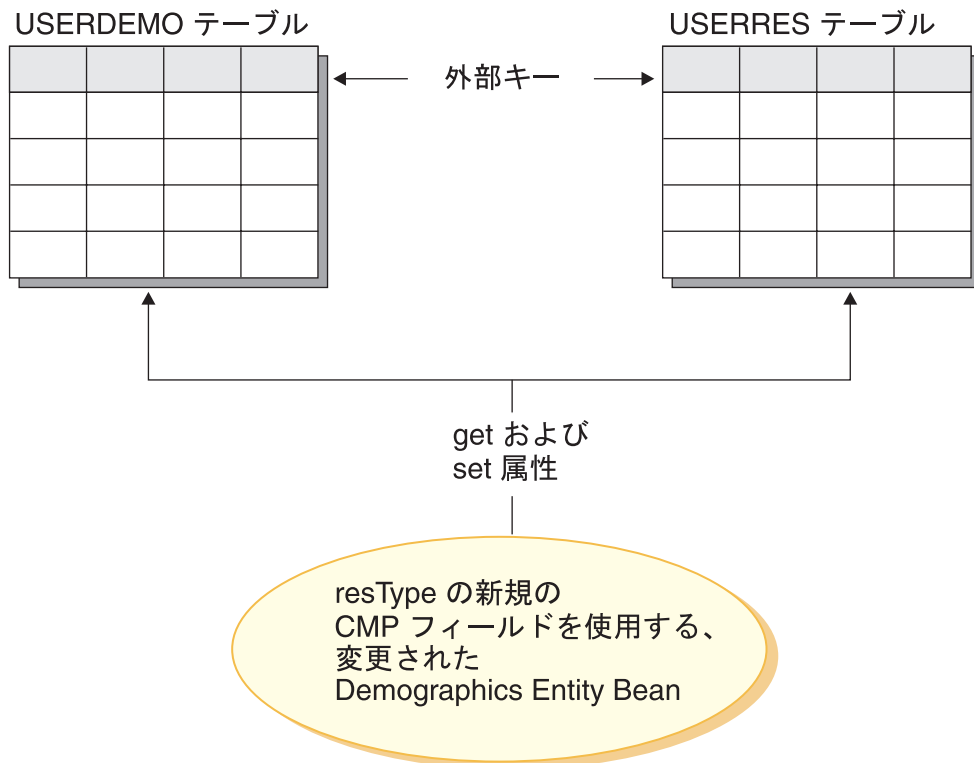 USERDEMO テーブル
USERRES テーブル
外部キー
get および
set 属性
resType の新規の
CMP フィールドを使用する、
変更された
Demographics Entity Bean